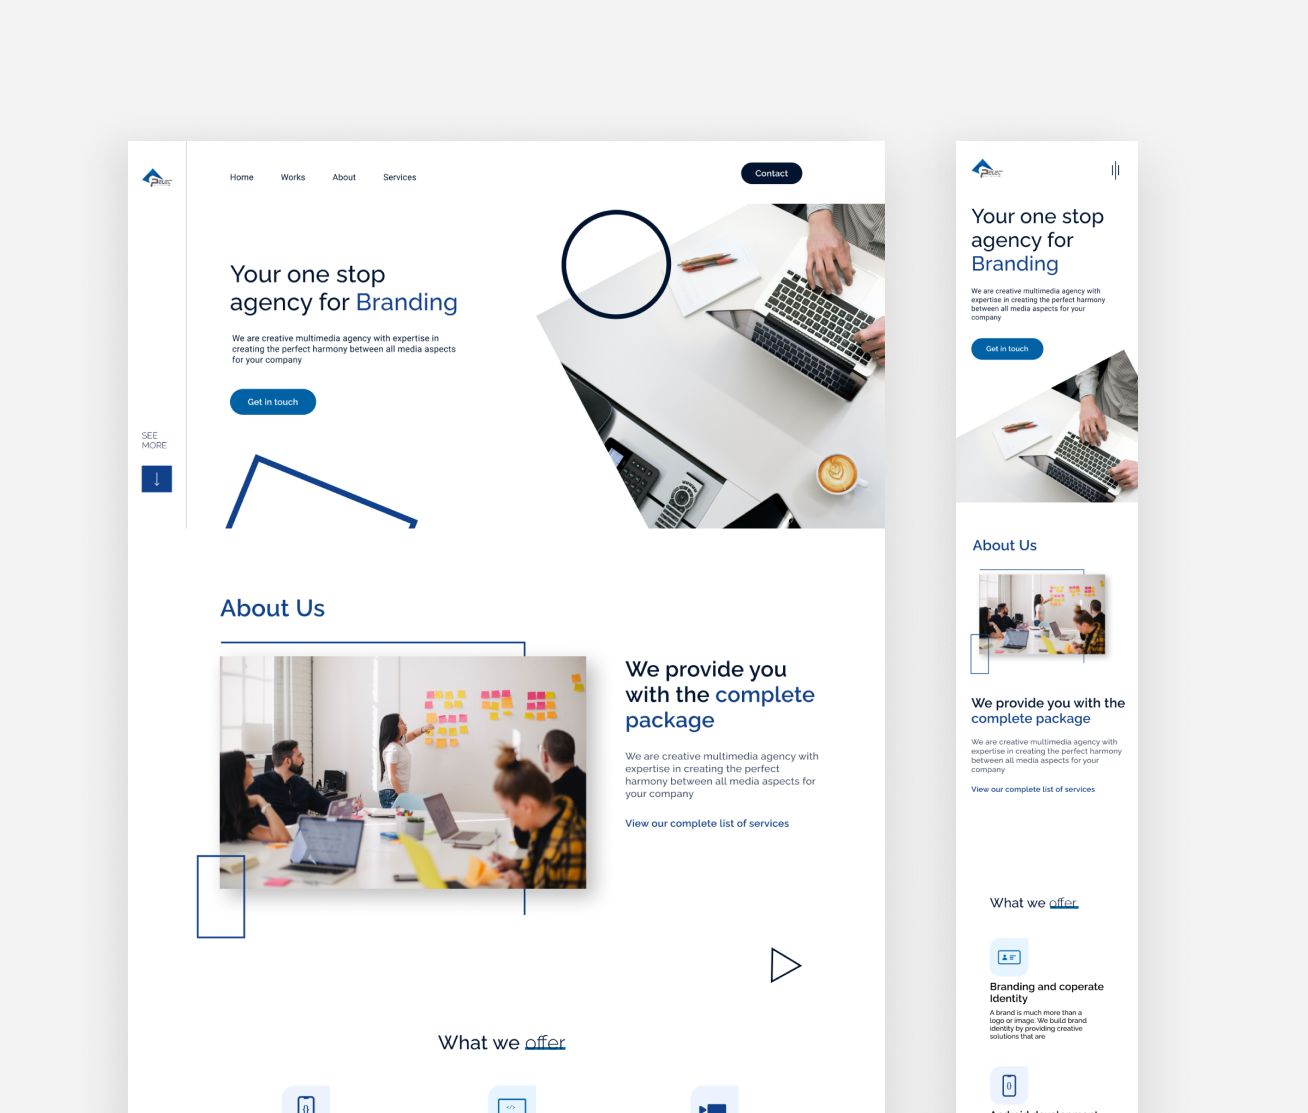 Home
Works
About
Services
Contact
Your one stop
agency for Branding
We are creative multimedia agency with expertise in
creating the perfect harmony between all media aspects
for your company
Get in touch
SEE
MORE
About Us
We provide you
with the complete
package
We are creative multimedia agency with
expertise in creating the perfect
harmony between all media aspects for
your company
View our complete list of services
What we offer
Your one stop
agency for
Branding
We are creative multimedia agency with
expertise in creating the perfect harmony
between all media aspects for your
company
Get in touch
About Us
We provide you with the
complete package
We are creative multimedia agency with
expertise in creating the perfect harmony
between all media aspects for your
company
View our complete list of services
What we offer
Branding and coperate
Identity
A brand is much more than a
logo or image. We build brand
identity by providing creative
solutions that are